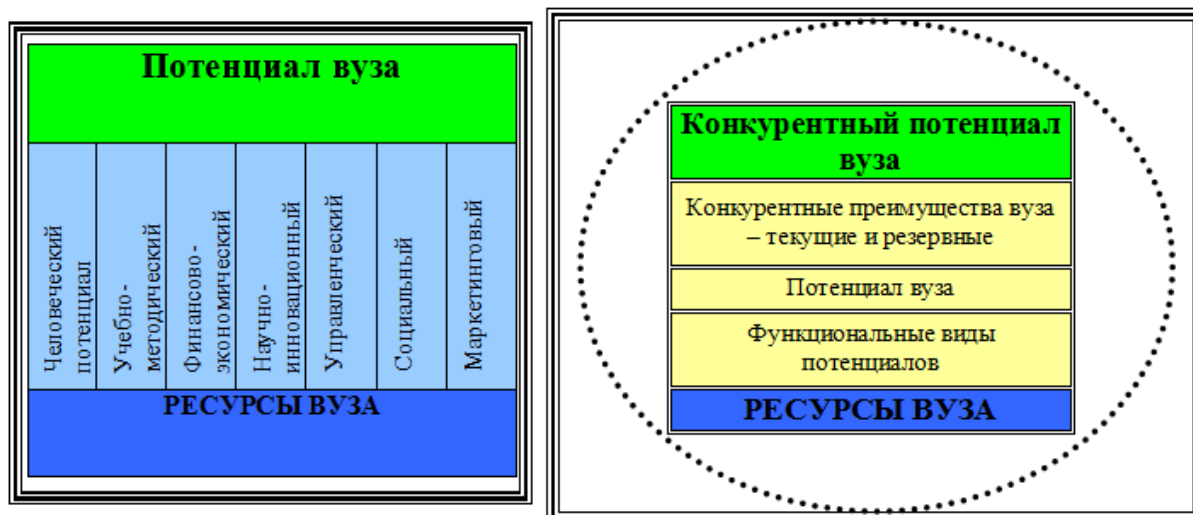 Потенциал вуза
Человеческий
потенциал
Учебно-
методический
Финансово-
экономический
Научно-
инновационный
Управленческий
Социальный
Маркетинговый
РЕСУРСЫ ВУЗА
Конкурентный потенциал
вуза
Конкурентные преимущества вуза
– текущие и резервные
Потенциал вуза
Функциональные виды
потенциалов
РЕСУРСЫ ВУЗА